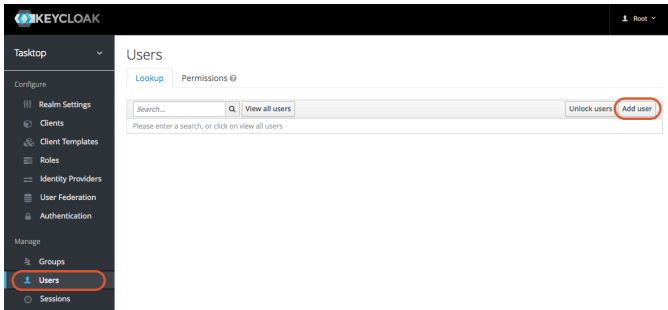 KEYCLOAK
Root
Tasktop
Users
Lookup Permissions
Configure
Search... View all users Unlock users Add user
Please enter a search, or click on view all users
Realm Settings
Clients
Client Templates
Roles
Identity Providers
User Federation
Authentication
Manage
Groups
Users
Sessions